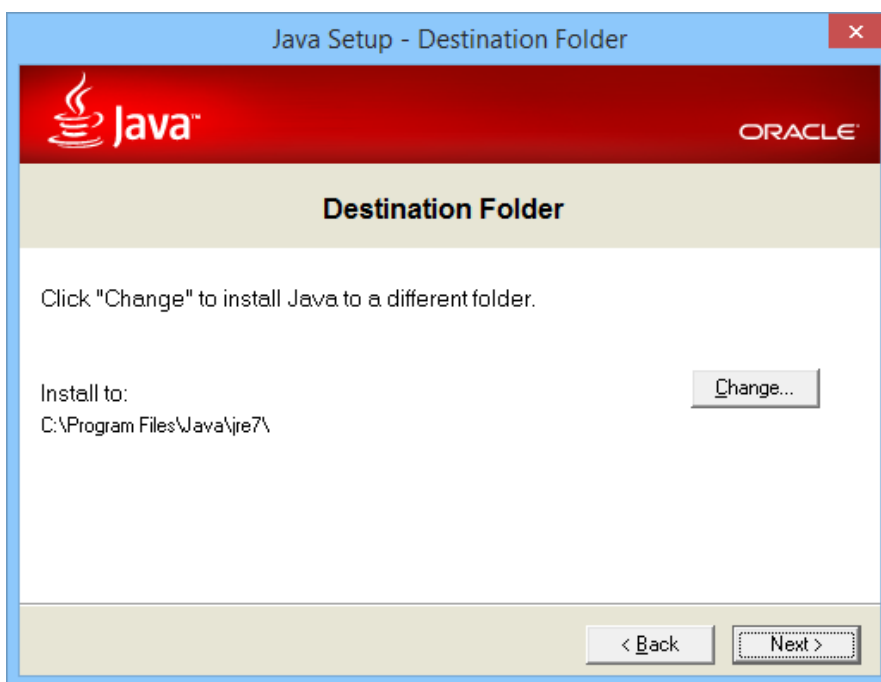 Java Setup - Destination Folder
Java™
ORACLE®
Destination Folder
Click "Change" to install Java to a different folder.
Install to:
Change...
C:\Program Files\Java\jre7\
< Back
Next >